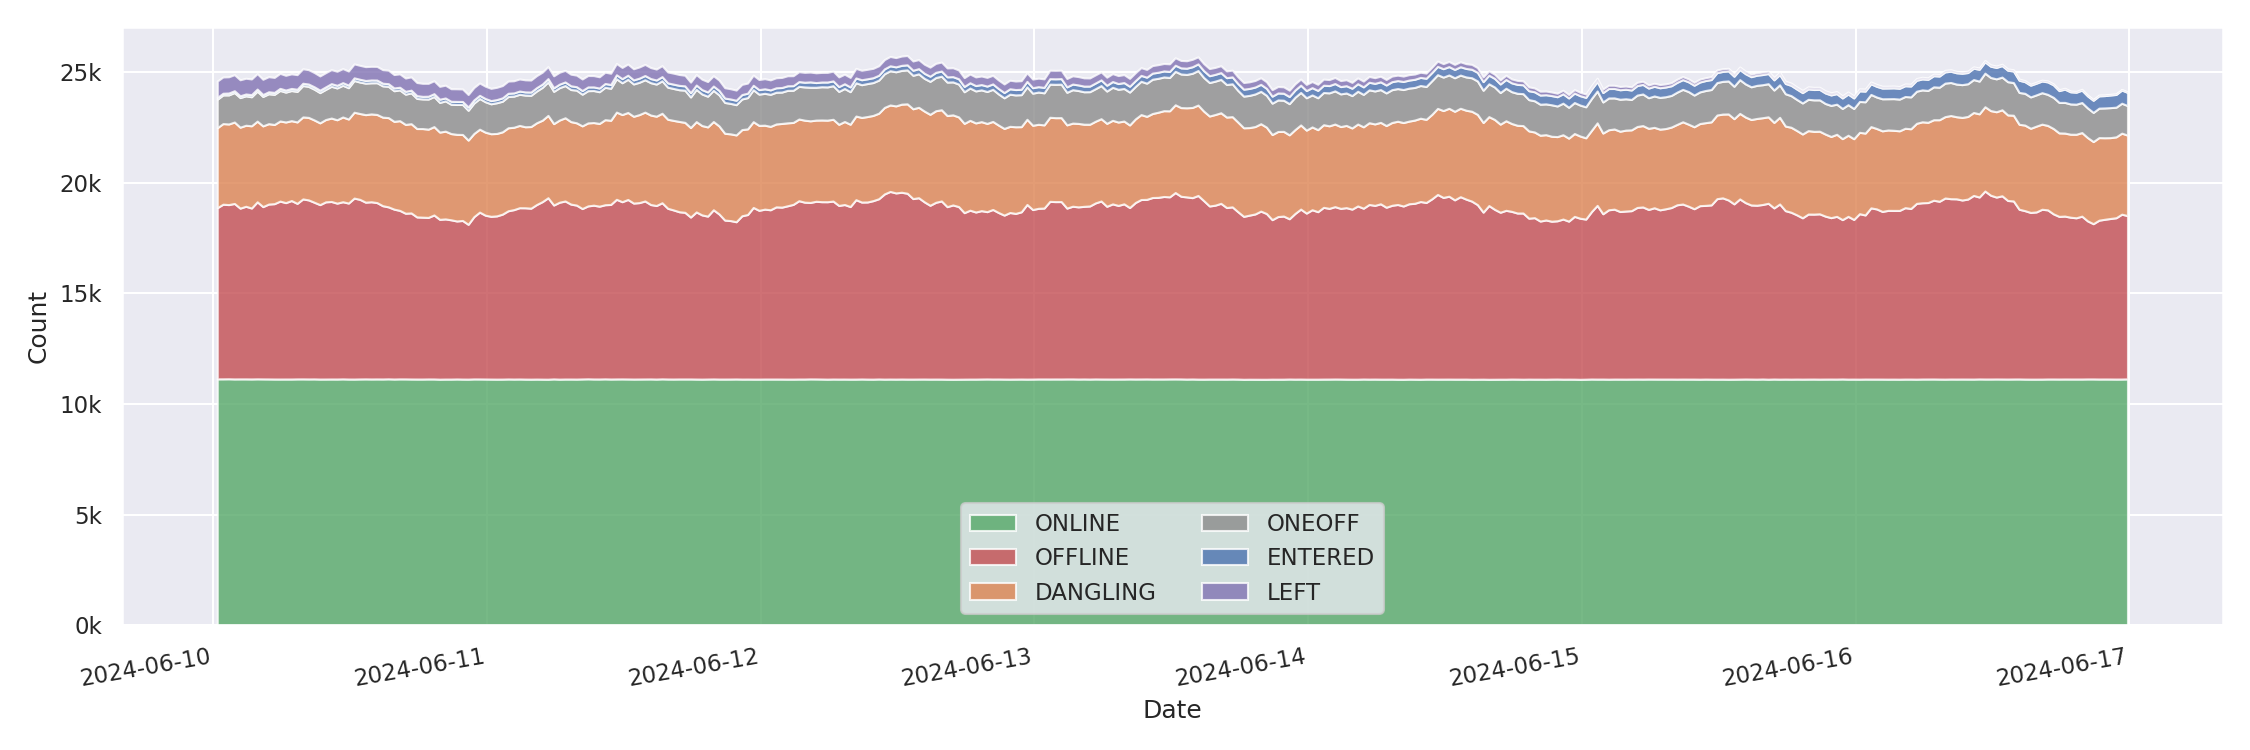 25k
20k
15k
10k
5k
0k
Count
ONLINE
OFFLINE
DANGLING
ONEOFF
ENTERED
LEFT
2024-06-10
2024-06-11
2024-06-12
2024-06-13
2024-06-14
2024-06-15
2024-06-16
2024-06-17
Date